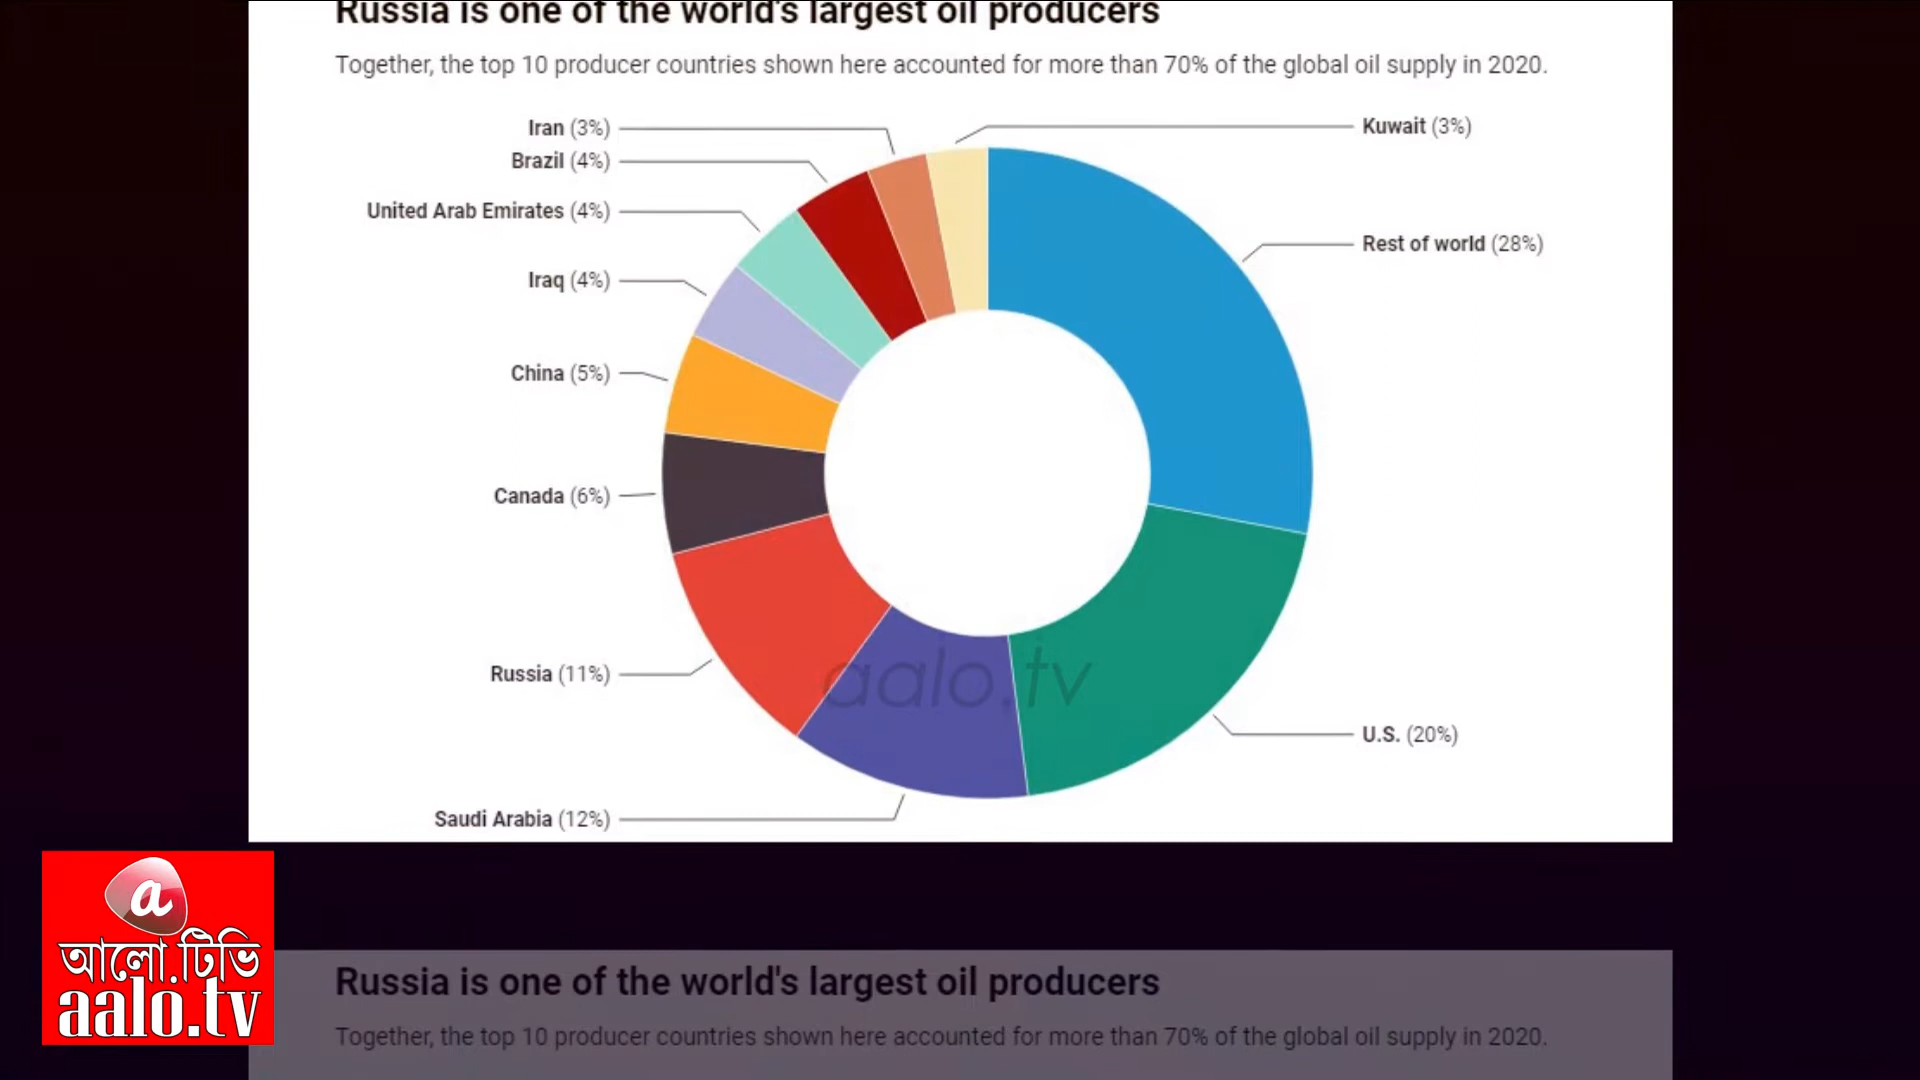 Russia is one of the world's largest oil producers
Together, the top 10 producer countries shown here accounted for more than 70% of the global oil supply in 2020.
Iran (3%)
Kuwait (3%)
Brazil (4%)
United Arab Emirates (4%)
Rest of world (28%)
Iraq (4%)
China (5%)
Canada (6%)
Russia (11%)
aalo.tv
U.S. (20%)
Saudi Arabia (12%)
a
আলো.টিভি
aalo.tv
Russia is one of the world's largest oil producers
Together, the top 10 producer countries shown here accounted for more than 70% of the global oil supply in 2020.